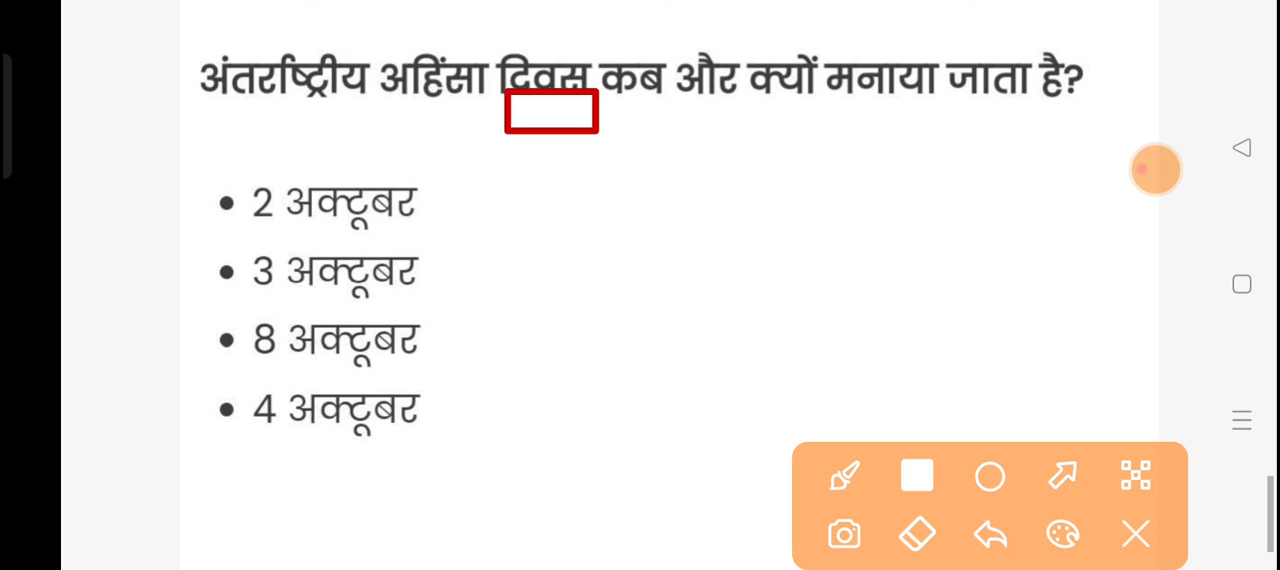 अंतर्राष्ट्रीय अहिंसा दिवस कब और क्यों मनाया जाता है?
• 2 अक्टूबर
• 3 अक्टूबर
• 8 अक्टूबर
• 4 अक्टूबर